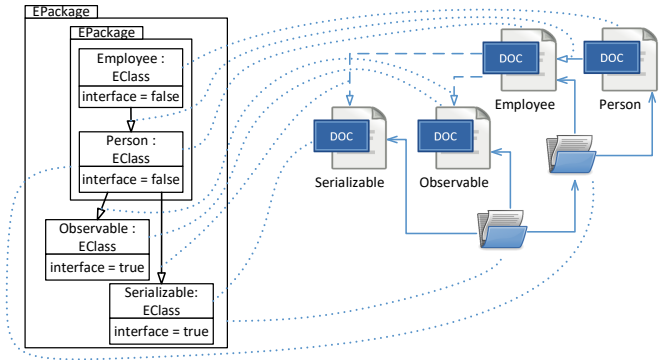 EPackage
EPackage
Employee :
EClass
interface = false
Person :
EClass
interface = false
Observable :
EClass
interface = true
Serializable:
EClass
interface = true
DOC
Employee
DOC
Person
DOC
Serializable
DOC
Observable